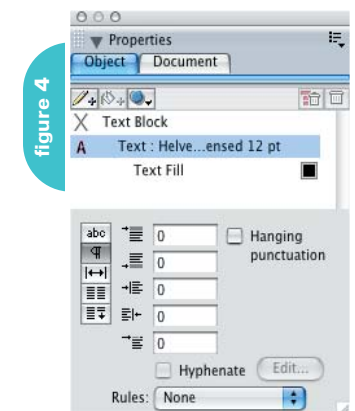 figure 4
Properties
Object Document
Text Block
A Text : Helve...ensed 12 pt
Text Fill
abc 0 Hanging
punctuation
¶ 0
0
0
0
Hyphenate Edit...
Rules: None